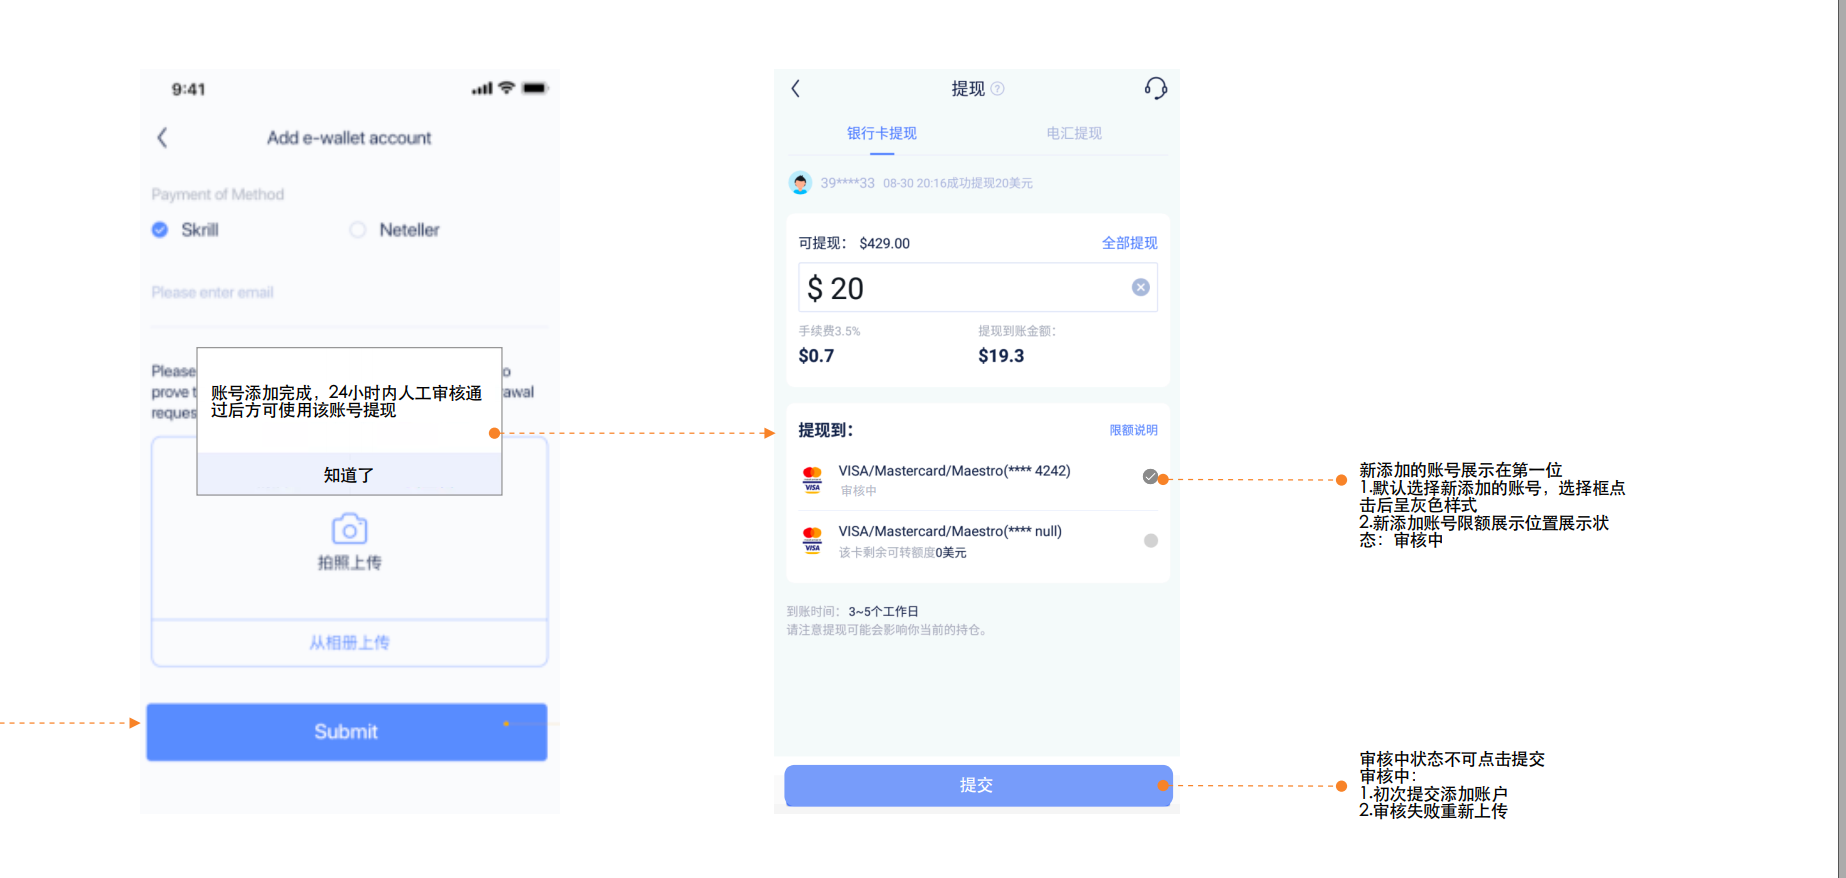 9:41
Add e-wallet account
Payment of Method
Skrill
Neteller
Please enter email
Please
o
prove t
awal
reques
账号添加完成，24小时内人工审核通
过后方可使用该账号提现
知道了
拍照上传
从相册上传
Submit
提现 ?
银行卡提现
电汇提现
39****33 08-30 20:16成功提现20美元
可提现： $429.00
全部提现
$ 20
手续费3.5%
提现到账金额：
$0.7
$19.3
提现到：
限额说明
VISA/Mastercard/Maestro(**** 4242)
VISA
审核中
VISA/Mastercard/Maestro(**** null)
VISA
该卡剩余可转额度0美元
到账时间： 3~5个工作日
请注意提现可能会影响你当前的持仓。
提交
新添加的账号展示在第一位
1.默认选择新添加的账号，选择框点
击后呈灰色样式
2.新添加账号限额展示位置展示状
态：审核中
审核中状态不可点击提交
审核中：
1.初次提交添加账户
2.审核失败重新上传